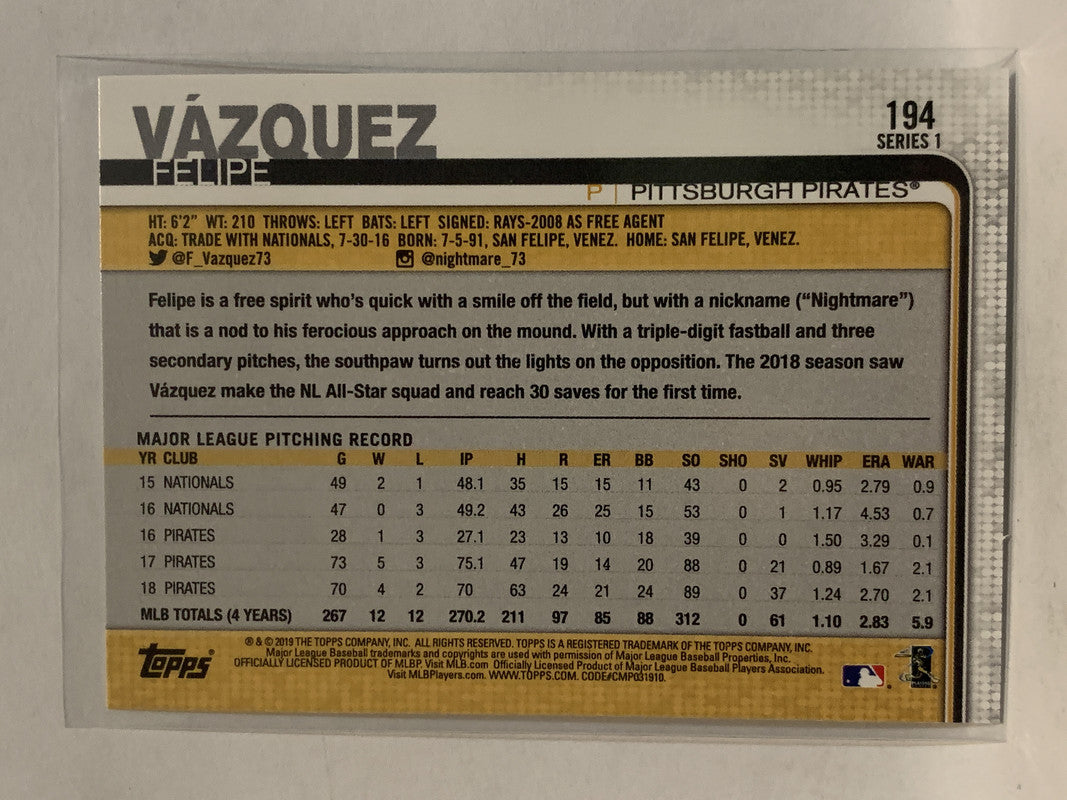 VÁZQUEZ
FELIPE
194
SERIES 1
P | PITTSBURGH PIRATES®
HT: 6'2" WT: 210 THROWS: LEFT BATS: LEFT SIGNED: RAYS-2008 AS FREE AGENT
ACQ: TRADE WITH NATIONALS, 7-30-16 BORN: 7-5-91, SAN FELIPE, VENEZ. HOME: SAN FELIPE, VENEZ.
@F_Vazquez73 @nightmare_73
Felipe is a free spirit who's quick with a smile off the field, but with a nickname (“Nightmare”)
that is a nod to his ferocious approach on the mound. With a triple-digit fastball and three
secondary pitches, the southpaw turns out the lights on the opposition. The 2018 season saw
Vázquez make the NL All-Star squad and reach 30 saves for the first time.
MAJOR LEAGUE PITCHING RECORD
YR CLUB G W L IP H R ER BB SO SHO SV WHIP ERA WAR
15 NATIONALS 49 2 1 48.1 35 15 15 11 43 0 2 0.95 2.79 0.9
16 NATIONALS 47 0 3 49.2 43 26 25 15 53 0 1 1.17 4.53 0.7
16 PIRATES 28 1 3 27.1 23 13 10 18 39 0 0 1.50 3.29 0.1
17 PIRATES 73 5 3 75.1 47 19 14 20 88 0 21 0.89 1.67 2.1
18 PIRATES 70 4 2 70 63 24 21 24 89 0 37 1.24 2.70 2.1
MLB TOTALS (4 YEARS) 267 12 12 270.2 211 97 85 88 312 0 61 1.10 2.83 5.9
topps®
® & © 2019 THE TOPPS COMPANY, INC. ALL RIGHTS RESERVED. TOPPS IS A REGISTERED TRADEMARK OF THE TOPPS COMPANY, INC.
Major League Baseball trademarks and copyrights are used with permission of Major League Baseball Properties, Inc.
OFFICIALLY LICENSED PRODUCT OF MLBP. Visit MLB.com Officially Licensed Product of Major League Baseball Players Association.
Visit MLBPlayers.com. WWW.TOPPS.COM. CODE#CMP031910.